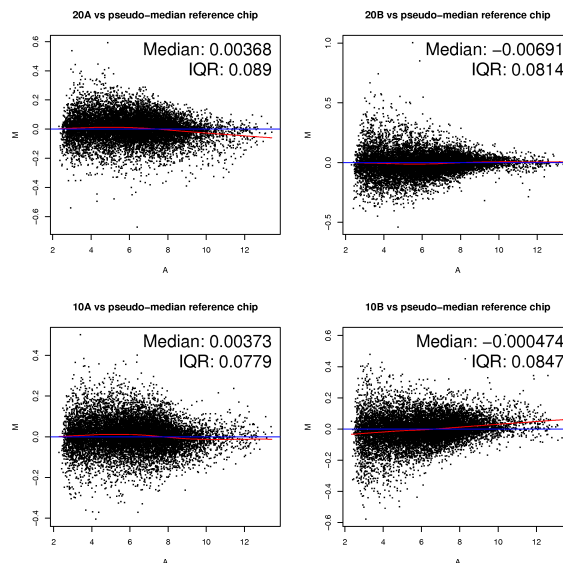 20A vs pseudo−median reference chip
Median: 0.00368
IQR: 0.089
M
−0.6 −0.4 −0.2 0.0 0.2 0.4 0.6
2 4 6 8 10 12
A
20B vs pseudo−median reference chip
Median: −0.00691
IQR: 0.0814
M
−0.5 0.0 0.5 1.0
2 4 6 8 10 12
A
10A vs pseudo−median reference chip
Median: 0.00373
IQR: 0.0779
M
−0.4 −0.2 0.0 0.2 0.4
2 4 6 8 10 12
A
10B vs pseudo−median reference chip
Median: −0.000474
IQR: 0.0847
M
−0.6 −0.4 −0.2 0.0 0.2 0.4 0.6
2 4 6 8 10 12
A